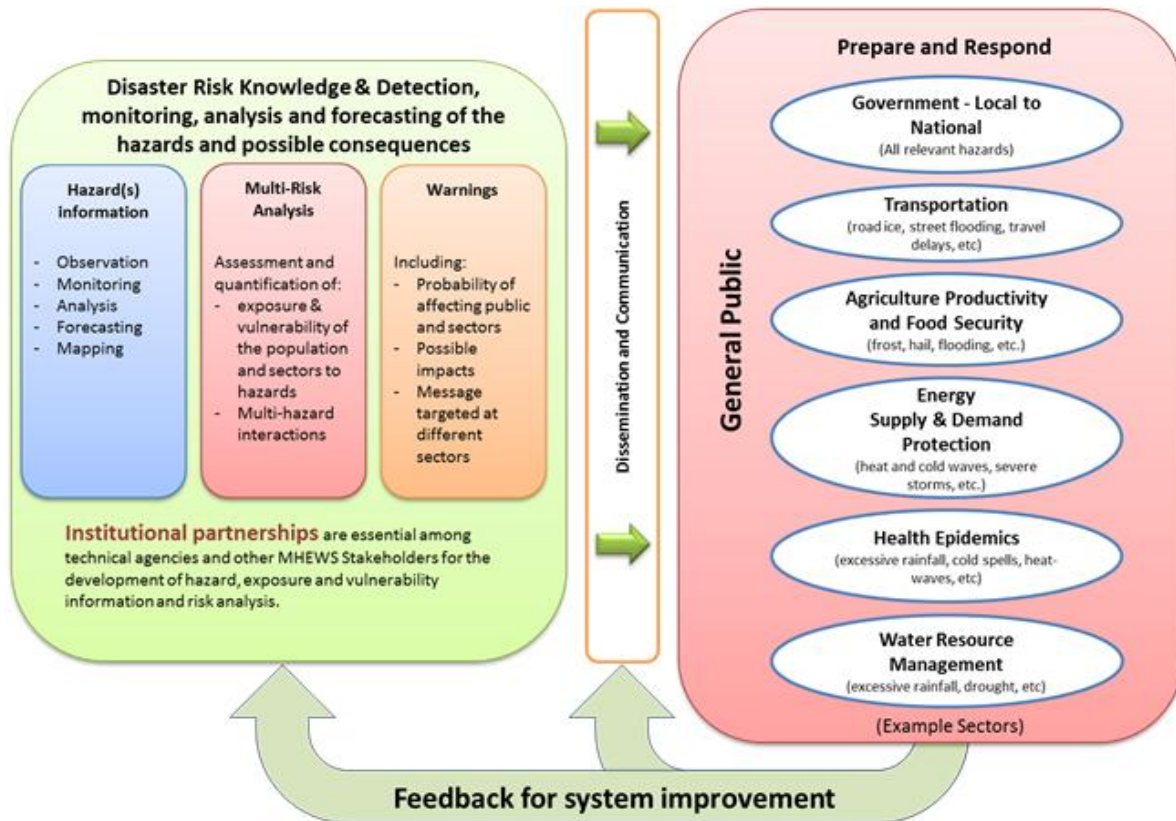 Disaster Risk Knowledge & Detection,
monitoring, analysis and forecasting of the
hazards and possible consequences
Hazard(s)
information
- Observation
- Monitoring
- Analysis
- Forecasting
- Mapping
Multi-Risk
Analysis
Assessment and
quantification of:
- exposure &
vulnerability of
the population
and sectors to
hazards
- Multi-hazard
interactions
Warnings
Including:
- Probability of
affecting public
and sectors
- Possible
impacts
- Message
targeted at
different
sectors
Institutional partnerships are essential among
technical agencies and other MHEWS Stakeholders for the
development of hazard, exposure and vulnerability
information and risk analysis.
Dissemination and Communication
General Public
Prepare and Respond
Government - Local to
National
(All relevant hazards)
Transportation
(road ice, street flooding, travel
delays, etc)
Agriculture Productivity
and Food Security
(frost, hail, flooding, etc.)
Energy
Supply & Demand
Protection
(heat and cold waves, severe
storms, etc.)
Health Epidemics
(excessive rainfall, cold spells, heat-
waves, etc)
Water Resource
Management
(excessive rainfall, drought, etc)
(Example Sectors)
Feedback for system improvement